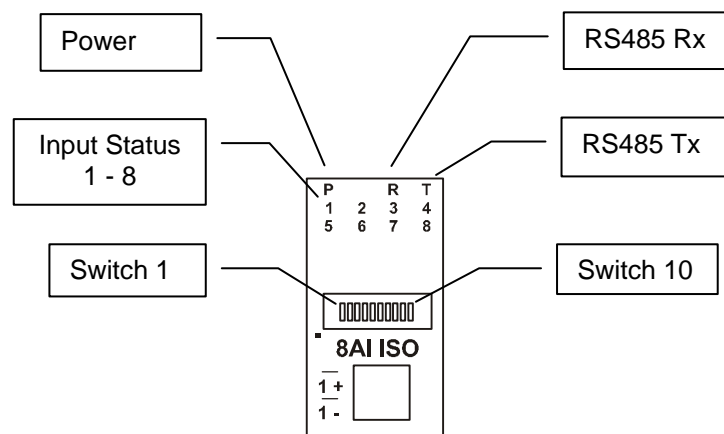 Power
RS485 Rx
Input Status
1 - 8
RS485 Tx
P R T
1 2 3 4
5 6 7 8
Switch 1
Switch 10
8AI ISO
1 +
1 -